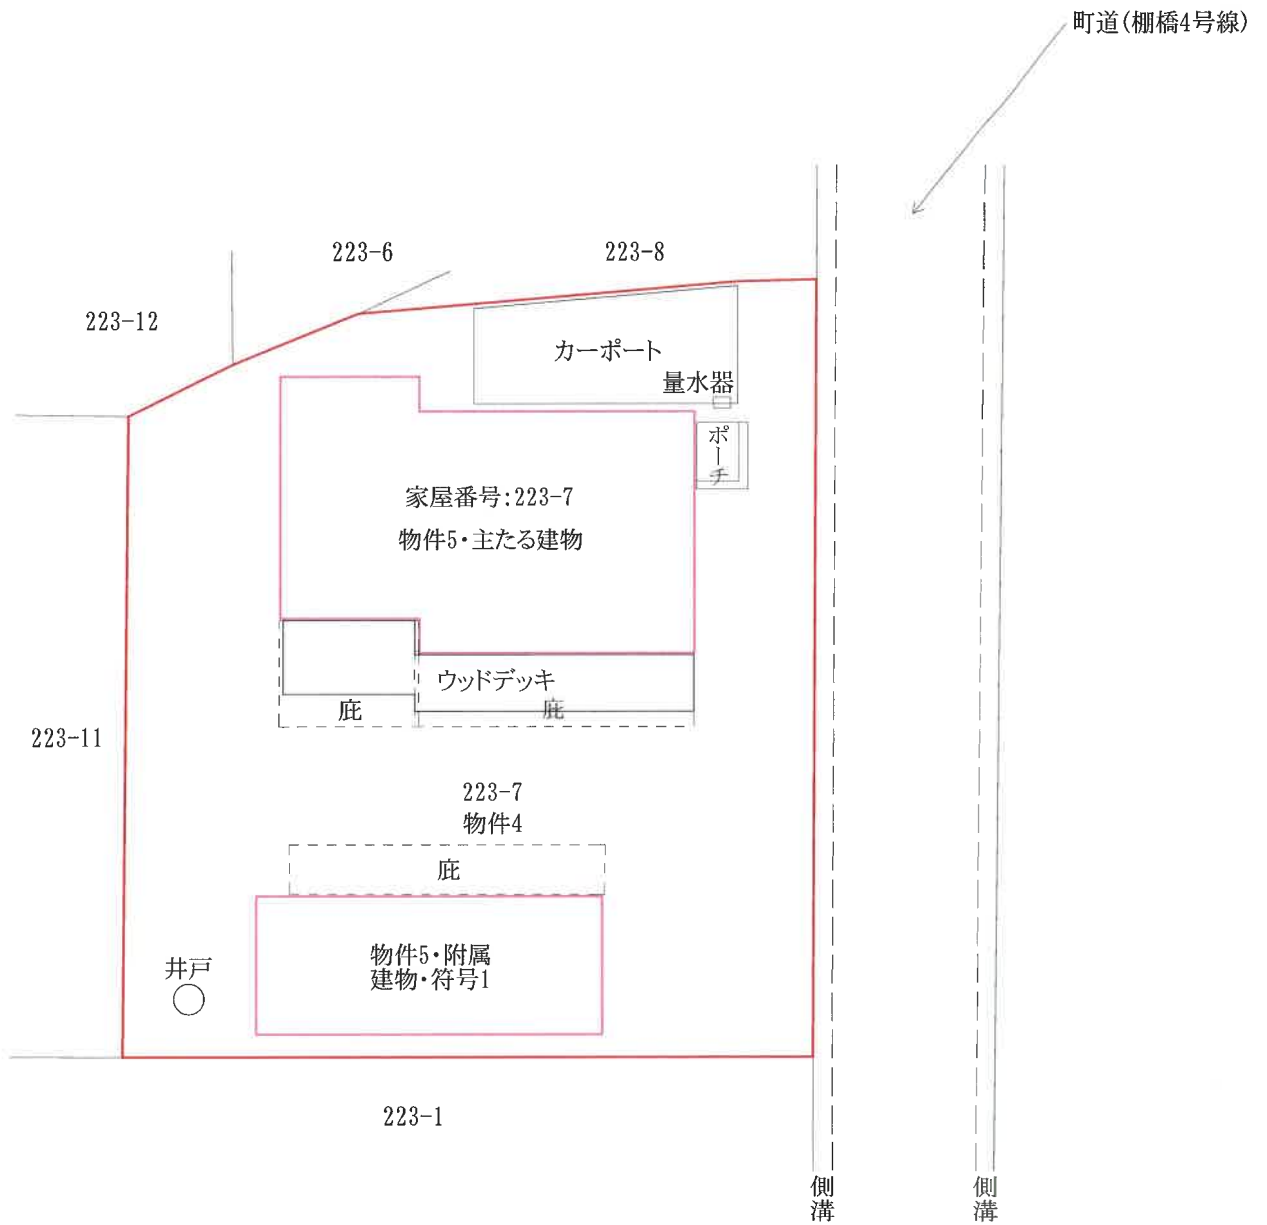 町道(棚橋4号線)
223-6
223-8
223-12
カーポート
量水器
ポーチ
家屋番号:223-7
物件5・主たる建物
ウッドデッキ
庇
庇
223-11
223-7
物件4
庇
物件5・附属
建物・符号1
井戸
223-1
側溝
側溝